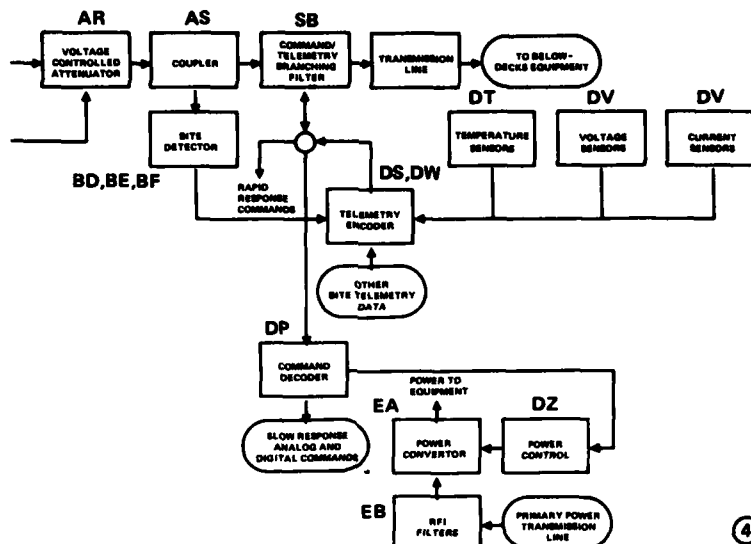 AR
AS
SB
VOLTAGE
CONTROLLED
ATTENUATOR
COUPLER
COMMAND/
TELEMETRY
BRANCHING
FILTER
TRANSMISSION
LINE
TO BELOW-
DECKS EQUIPMENT
DT
DV
DV
BITE
DETECTOR
TEMPERATURE
SENSORS
VOLTAGE
SENSORS
CURRENT
SENSORS
BD,BE,BF
RAPID
RESPONSE
COMMANDS
DS,DW
TELEMETRY
ENCODER
OTHER
BITE TELEMETRY
DATA
DP
COMMAND
DECODER
POWER TO
EQUIPMENT
EA
DZ
SLOW RESPONSE
ANALOG AND
DIGITAL COMMANDS
POWER
CONVERTOR
POWER
CONTROL
EB
RFI
FILTERS
PRIMARY POWER
TRANSMISSION
LINE
4